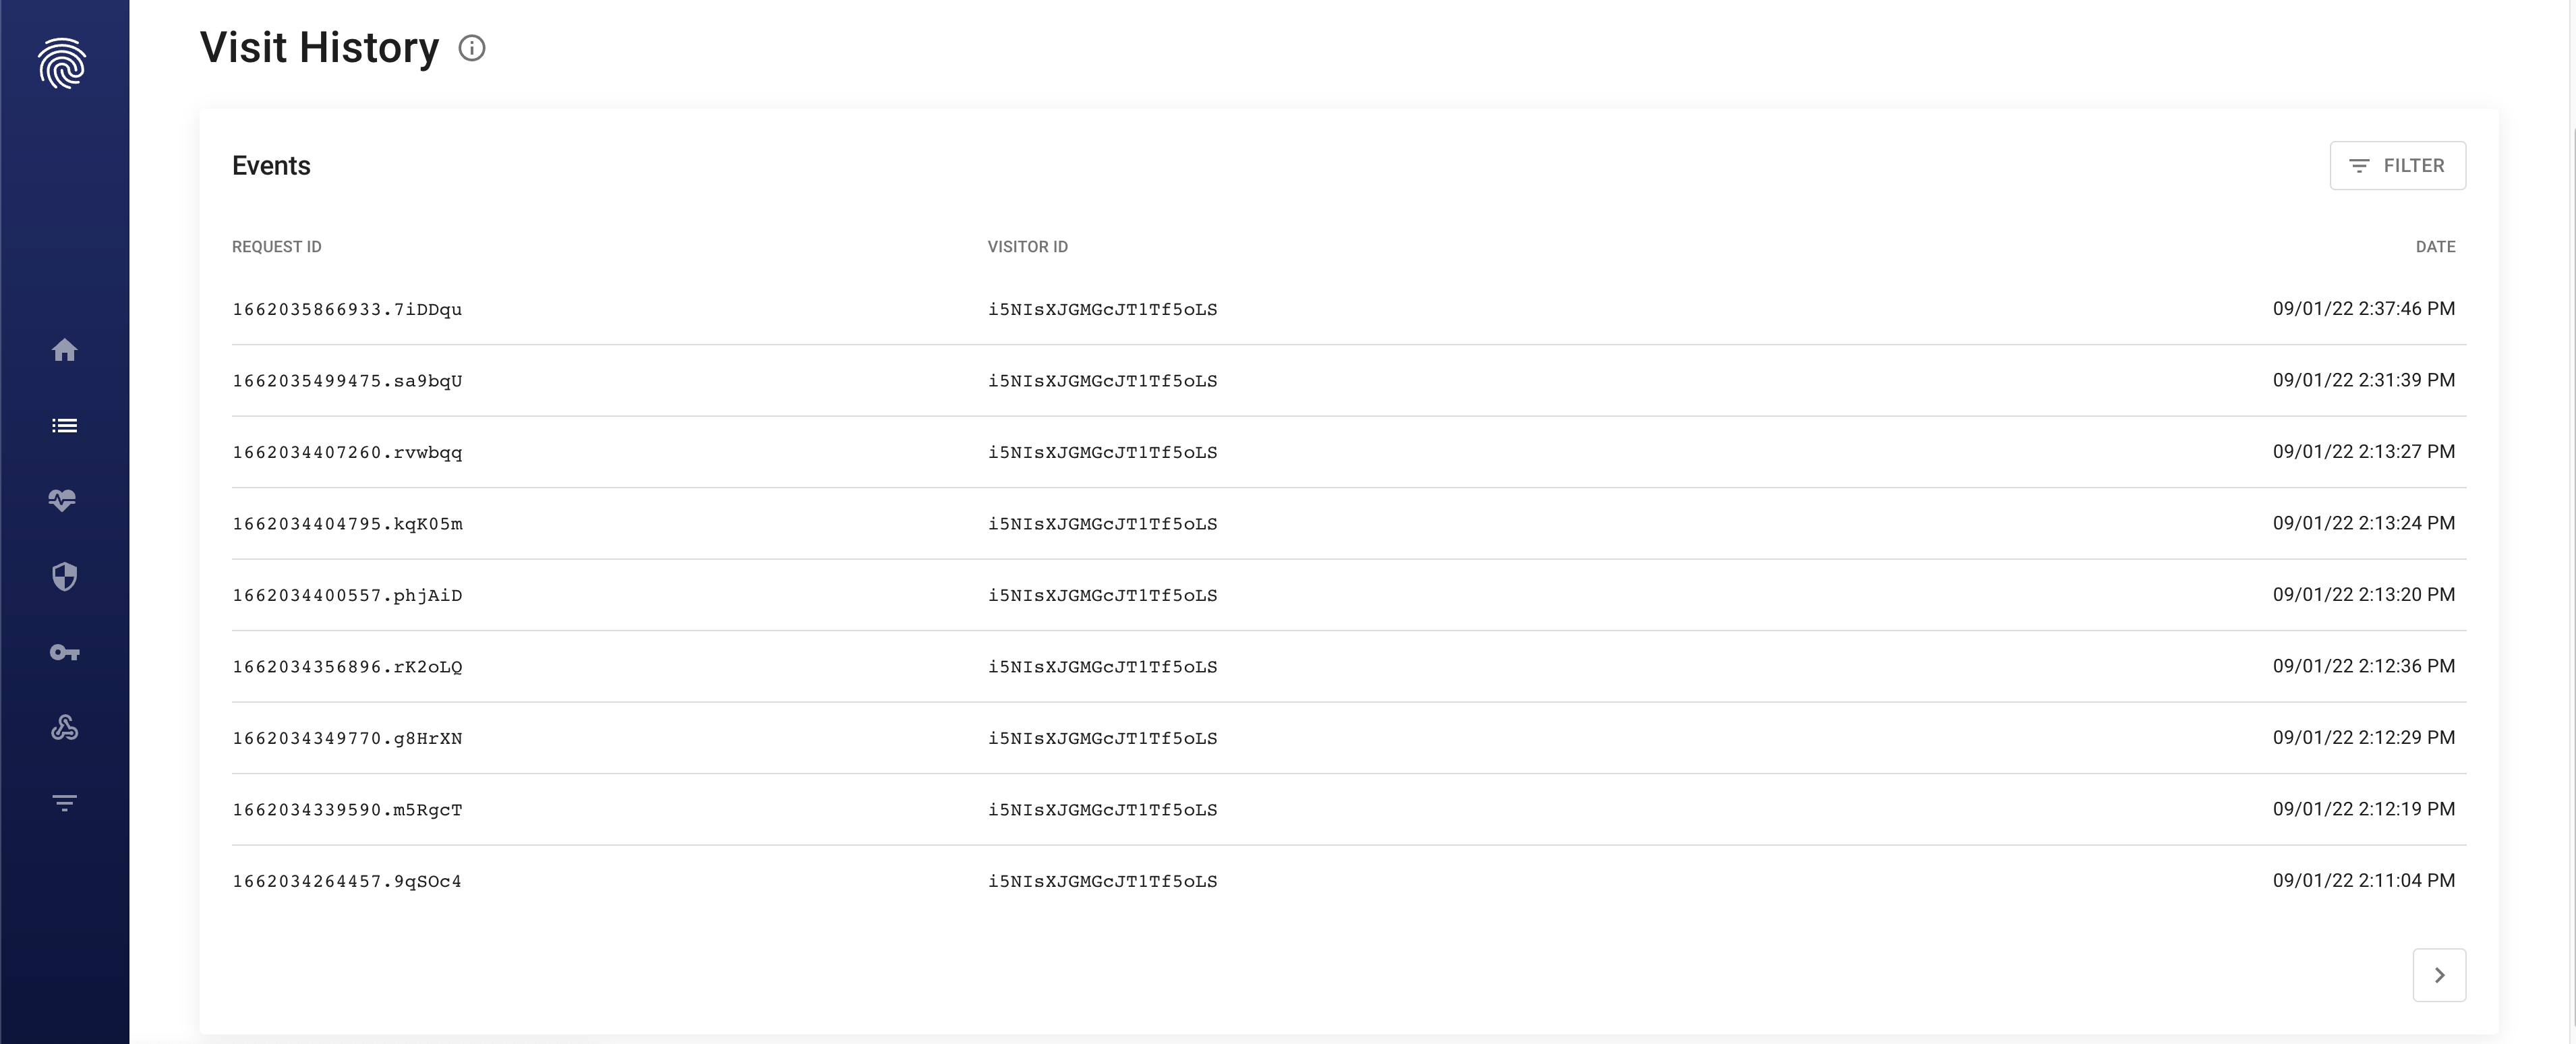 Visit History
Events
FILTER
REQUEST ID VISITOR ID DATE
1662035866933.7iDDqu i5NIsXJGMGcJT1Tf5oLS 09/01/22 2:37:46 PM
1662035499475.sa9bqU i5NIsXJGMGcJT1Tf5oLS 09/01/22 2:31:39 PM
1662034407260.rvwbqq i5NIsXJGMGcJT1Tf5oLS 09/01/22 2:13:27 PM
1662034404795.kqK05m i5NIsXJGMGcJT1Tf5oLS 09/01/22 2:13:24 PM
1662034400557.phjAiD i5NIsXJGMGcJT1Tf5oLS 09/01/22 2:13:20 PM
1662034356896.rK2oLQ i5NIsXJGMGcJT1Tf5oLS 09/01/22 2:12:36 PM
1662034349770.g8HrXN i5NIsXJGMGcJT1Tf5oLS 09/01/22 2:12:29 PM
1662034339590.m5RgcT i5NIsXJGMGcJT1Tf5oLS 09/01/22 2:12:19 PM
1662034264457.9qSOc4 i5NIsXJGMGcJT1Tf5oLS 09/01/22 2:11:04 PM